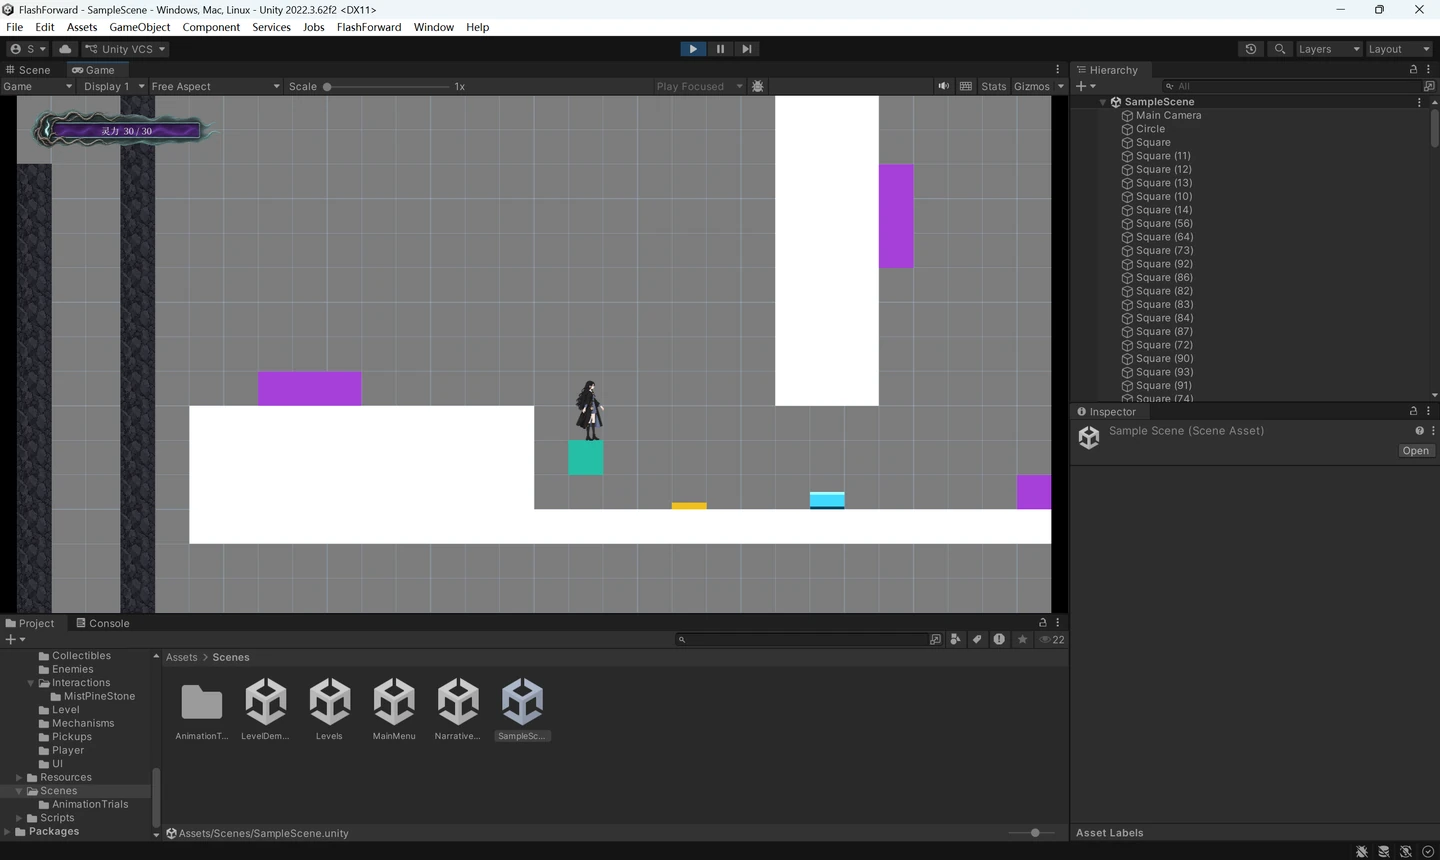 FlashForward - SampleScene - Windows, Mac, Linux - Unity 2022.3.62f2 <DX11>
File Edit Assets GameObject Component Services Jobs FlashForward Window Help
S Unity VCS Layers Layout
Scene Game
Game Display 1 Free Aspect Scale 1x Play Focused Stats Gizmos
灵力 30 / 30
Hierarchy
All
SampleScene
Main Camera
Circle
Square
Square (11)
Square (12)
Square (13)
Square (10)
Square (14)
Square (56)
Square (64)
Square (73)
Square (92)
Square (86)
Square (82)
Square (83)
Square (84)
Square (87)
Square (72)
Square (90)
Square (93)
Square (91)
Square (74)
Inspector
Sample Scene (Scene Asset)
Open
Asset Labels
Project Console
22
Collectibles
Enemies
Interactions
MistPineStone
Level
Mechanisms
Pickups
Player
UI
Resources
Scenes
AnimationTrials
Scripts
Packages
Assets > Scenes
AnimationT... LevelDem... Levels MainMenu Narrative... SampleSc...
Assets/Scenes/SampleScene.unity